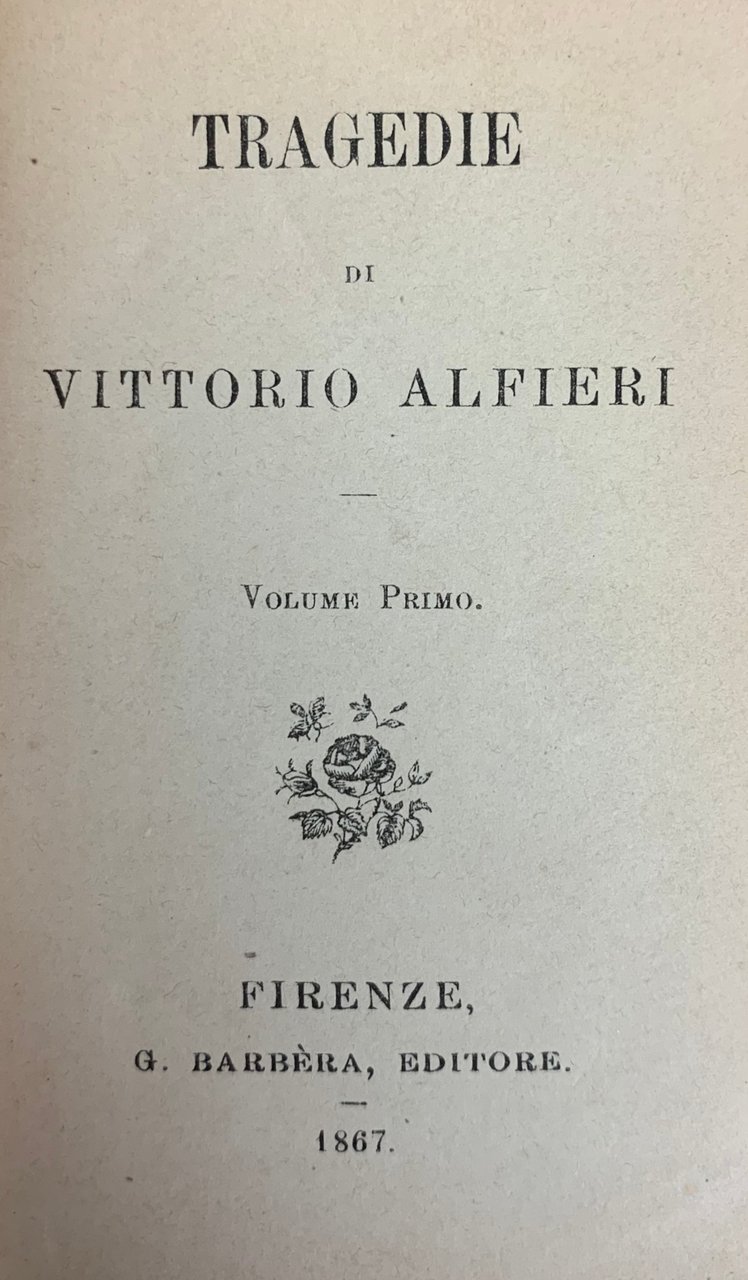 TRAGEDIE
DI
VITTORIO ALFIERI
VOLUME PRIMO.
FIRENZE,
G. BARBÈRA, EDITORE.
1867.